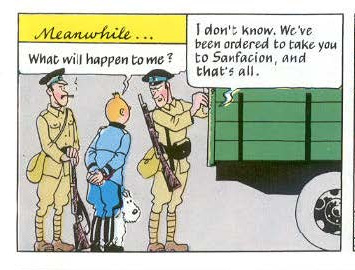 Meanwhile...
What will happen to me?
I don't know. We've
been ordered to take you
to Sanfacion, and
that's all.